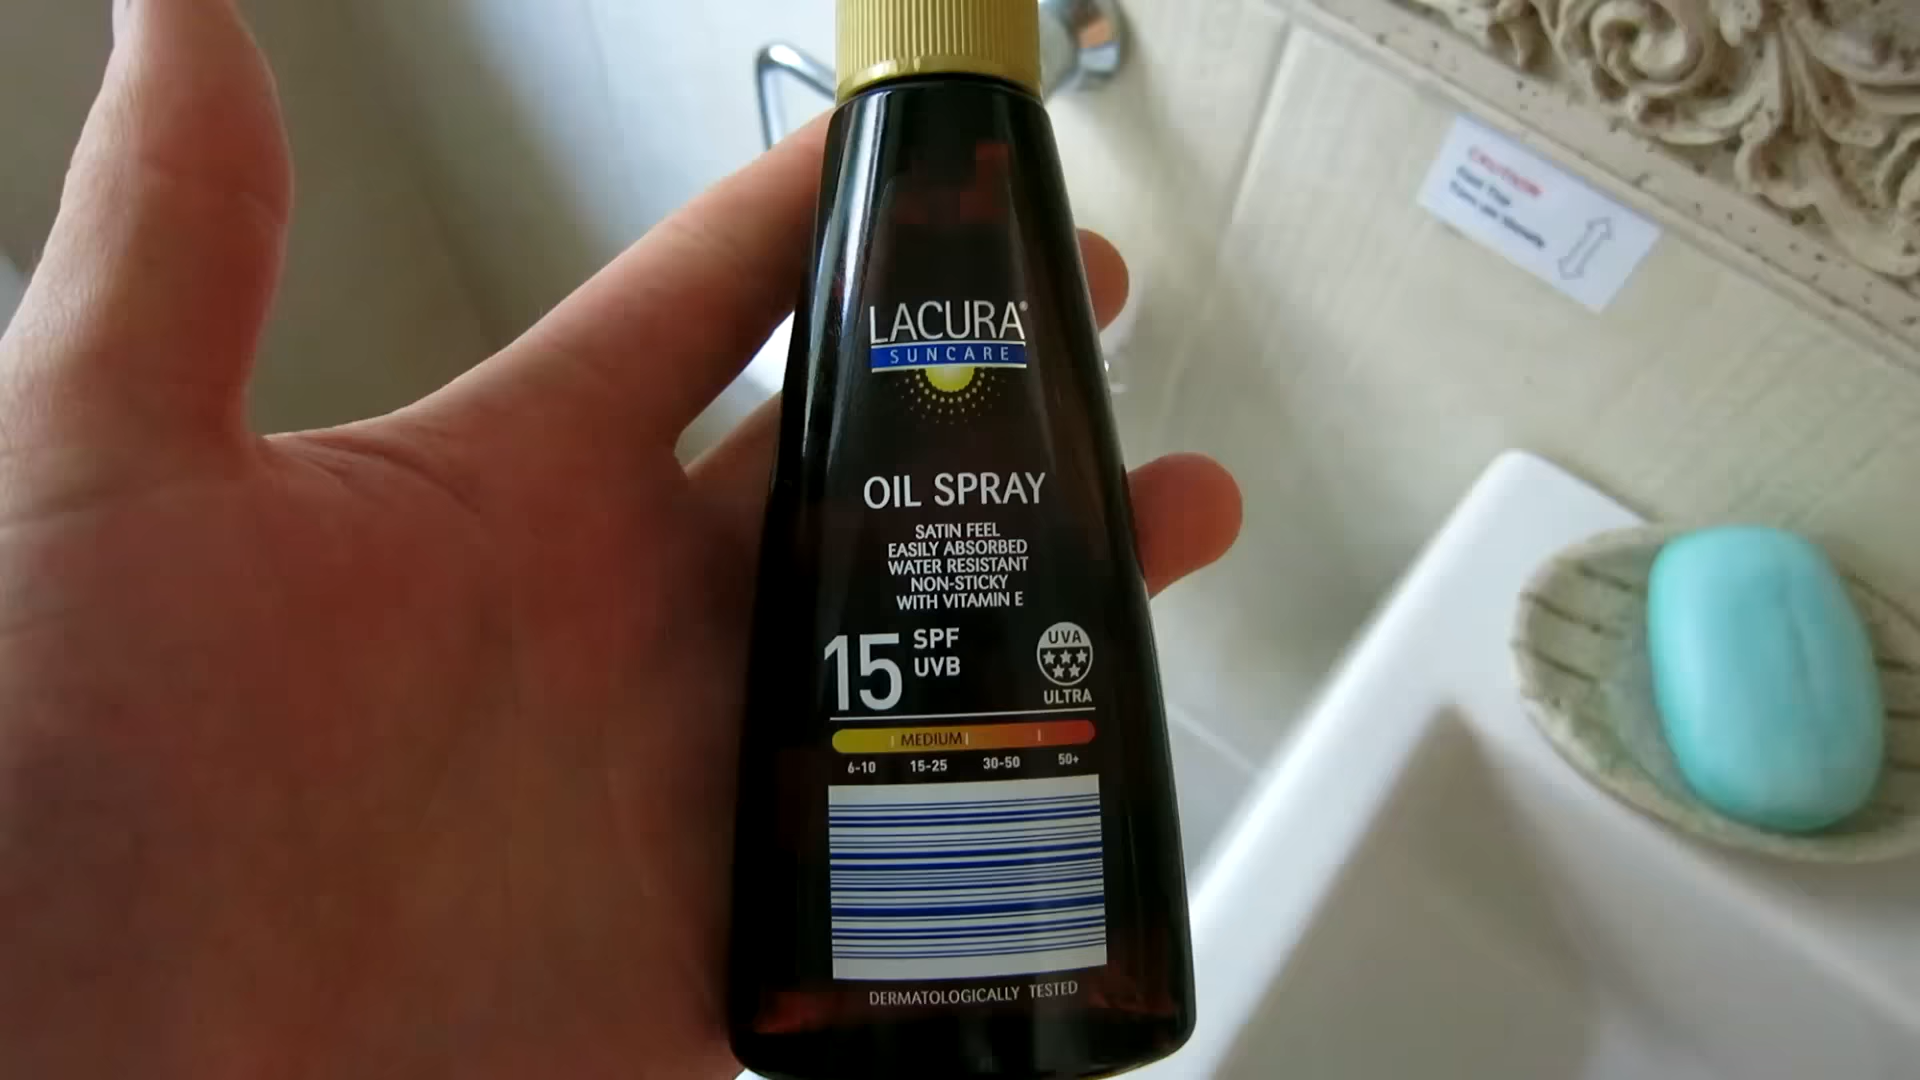 LACURA®
SUNCARE
OIL SPRAY
SATIN FEEL
EASILY ABSORBED
WATER RESISTANT
NON-STICKY
WITH VITAMIN E
15 SPF
UVB
UVA
ULTRA
MEDIUM
6-10 15-25 30-50 50+
DERMATOLOGICALLY TESTED
CAUTION